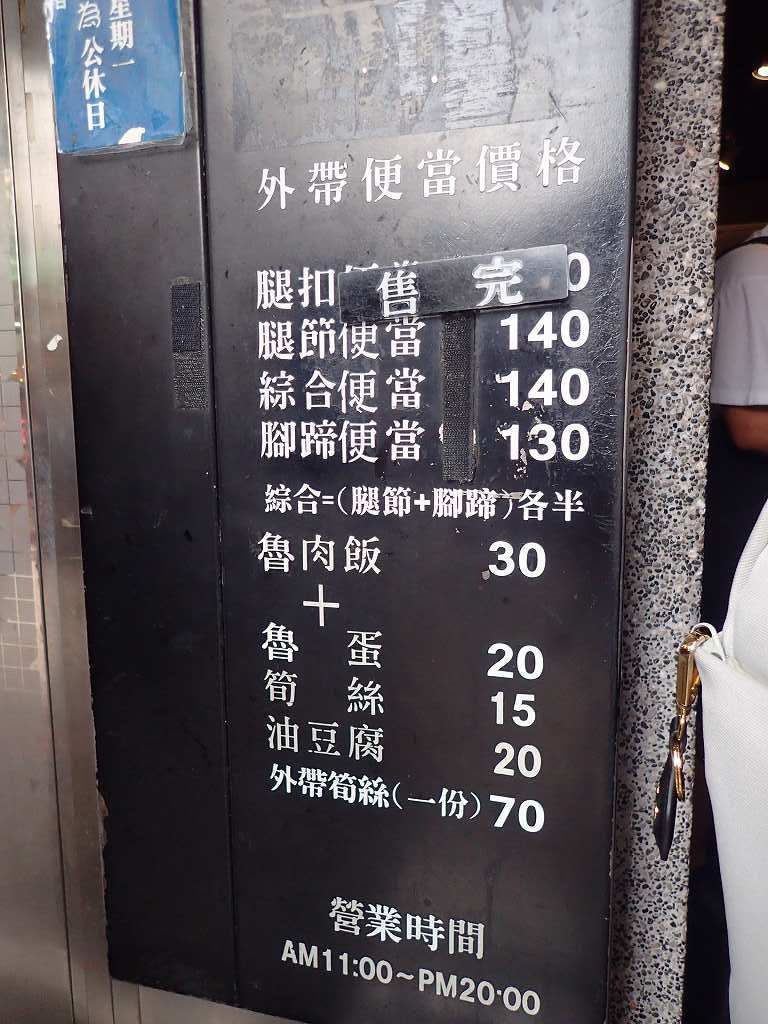 星期一
為公休日
外帶便當價格
腿扣便當 0
售完
腿節便當 140
綜合便當 140
腳蹄便當 130
綜合=(腿節+腳蹄)各半
魯肉飯 30
+
魯蛋 20
筍絲 15
油豆腐 20
外帶筍絲(一份) 70
營業時間
AM11:00~PM20:00